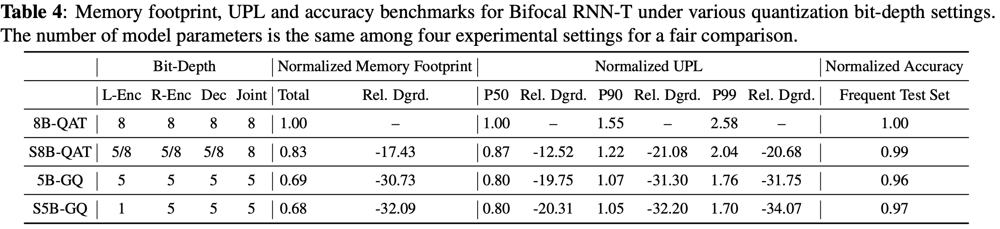 Table 4: Memory footprint, UPL and accuracy benchmarks for Bifocal RNN-T under various quantization bit-depth settings.
The number of model parameters is the same among four experimental settings for a fair comparison.
Bit-Depth Normalized Memory Footprint Normalized UPL Normalized Accuracy
L-Enc R-Enc Dec Joint Total Rel. Dgrd. P50 Rel. Dgrd. P90 Rel. Dgrd. P99 Rel. Dgrd. Frequent Test Set
8B-QAT 8 8 8 8 1.00 – 1.00 – 1.55 – 2.58 – 1.00
S8B-QAT 5/8 5/8 5/8 8 0.83 -17.43 0.87 -12.52 1.22 -21.08 2.04 -20.68 0.99
5B-GQ 5 5 5 5 0.69 -30.73 0.80 -19.75 1.07 -31.30 1.76 -31.75 0.96
S5B-GQ 1 5 5 5 0.68 -32.09 0.80 -20.31 1.05 -32.20 1.70 -34.07 0.97